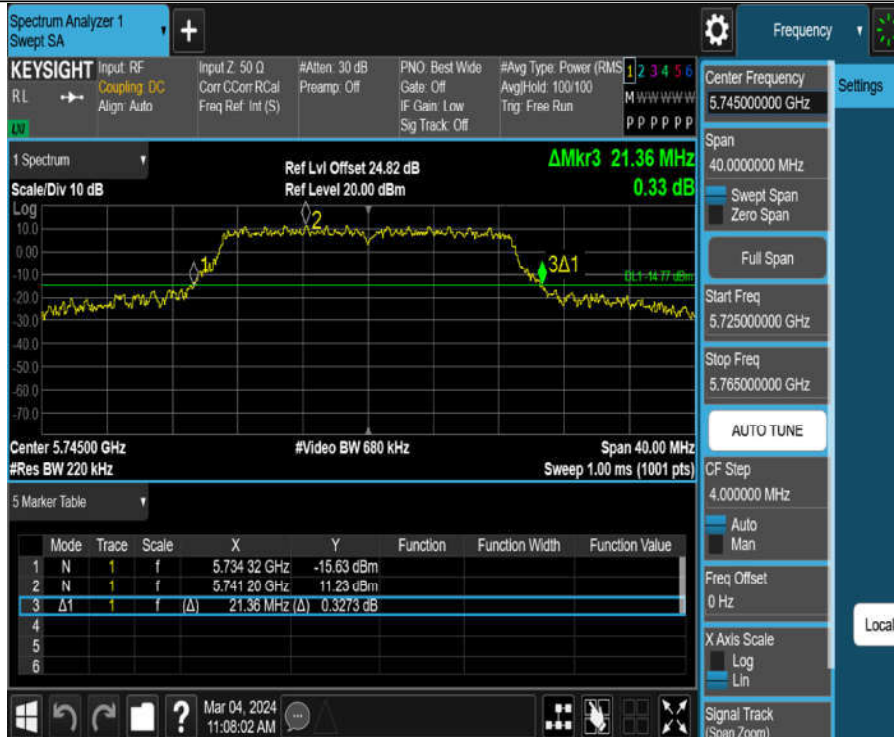 Spectrum Analyzer 1
Swept SA
+
Frequency
KEYSIGHT
RL
LXI
Input: RF
Coupling: DC
Align: Auto
Input Z: 50 Ω
Corr CCorr RCal
Freq Ref: Int (S)
#Atten: 30 dB
Preamp: Off
PNO: Best Wide
Gate: Off
IF Gain: Low
Sig Track: Off
#Avg Type: Power (RMS
Avg|Hold: 100/100
Trig: Free Run
1 2 3 4 5 6
M W W W W W
P P P P P P
1 Spectrum
Scale/Div 10 dB
Ref Lvl Offset 24.82 dB
Ref Level 20.00 dBm
ΔMkr3 21.36 MHz
0.33 dB
Log
10.0
0.00
-10.0
-20.0
-30.0
-40.0
-50.0
-60.0
-70.0
1
2
3Δ1
DL1 -14.77 dBm
Center 5.74500 GHz
#Video BW 680 kHz
Span 40.00 MHz
#Res BW 220 kHz
Sweep 1.00 ms (1001 pts)
5 Marker Table
Mode Trace Scale X Y Function Function Width Function Value
1 N 1 f 5.734 32 GHz -15.63 dBm
2 N 1 f 5.741 20 GHz 11.23 dBm
3 Δ1 1 f (Δ) 21.36 MHz (Δ) 0.3273 dB
4
5
6
?
Mar 04, 2024
11:08:02 AM
Center Frequency
5.745000000 GHz
Settings
Span
40.0000000 MHz
Swept Span
Zero Span
Full Span
Start Freq
5.725000000 GHz
Stop Freq
5.765000000 GHz
AUTO TUNE
CF Step
4.000000 MHz
Auto
Man
Freq Offset
0 Hz
Local
X Axis Scale
Log
Lin
Signal Track
(Span Zoom)